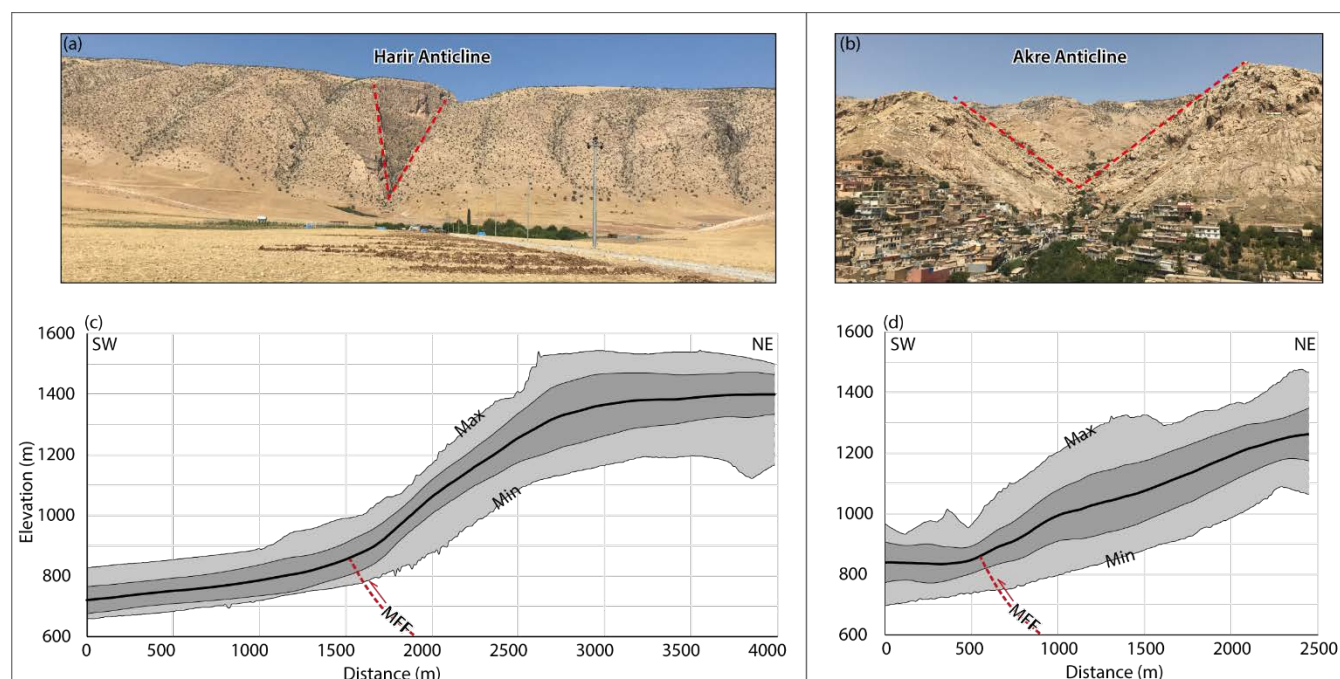 (a)
Harir Anticline
(b)
Akre Anticline
(c)
SW
NE
Max
Min
MFF
1600
1400
1200
1000
800
600
Elevation (m)
0
500
1000
1500
2000
2500
3000
3500
4000
Distance (m)
(d)
SW
NE
Max
Min
MFF
1600
1400
1200
1000
800
600
0
500
1000
1500
2000
2500
Distance (m)